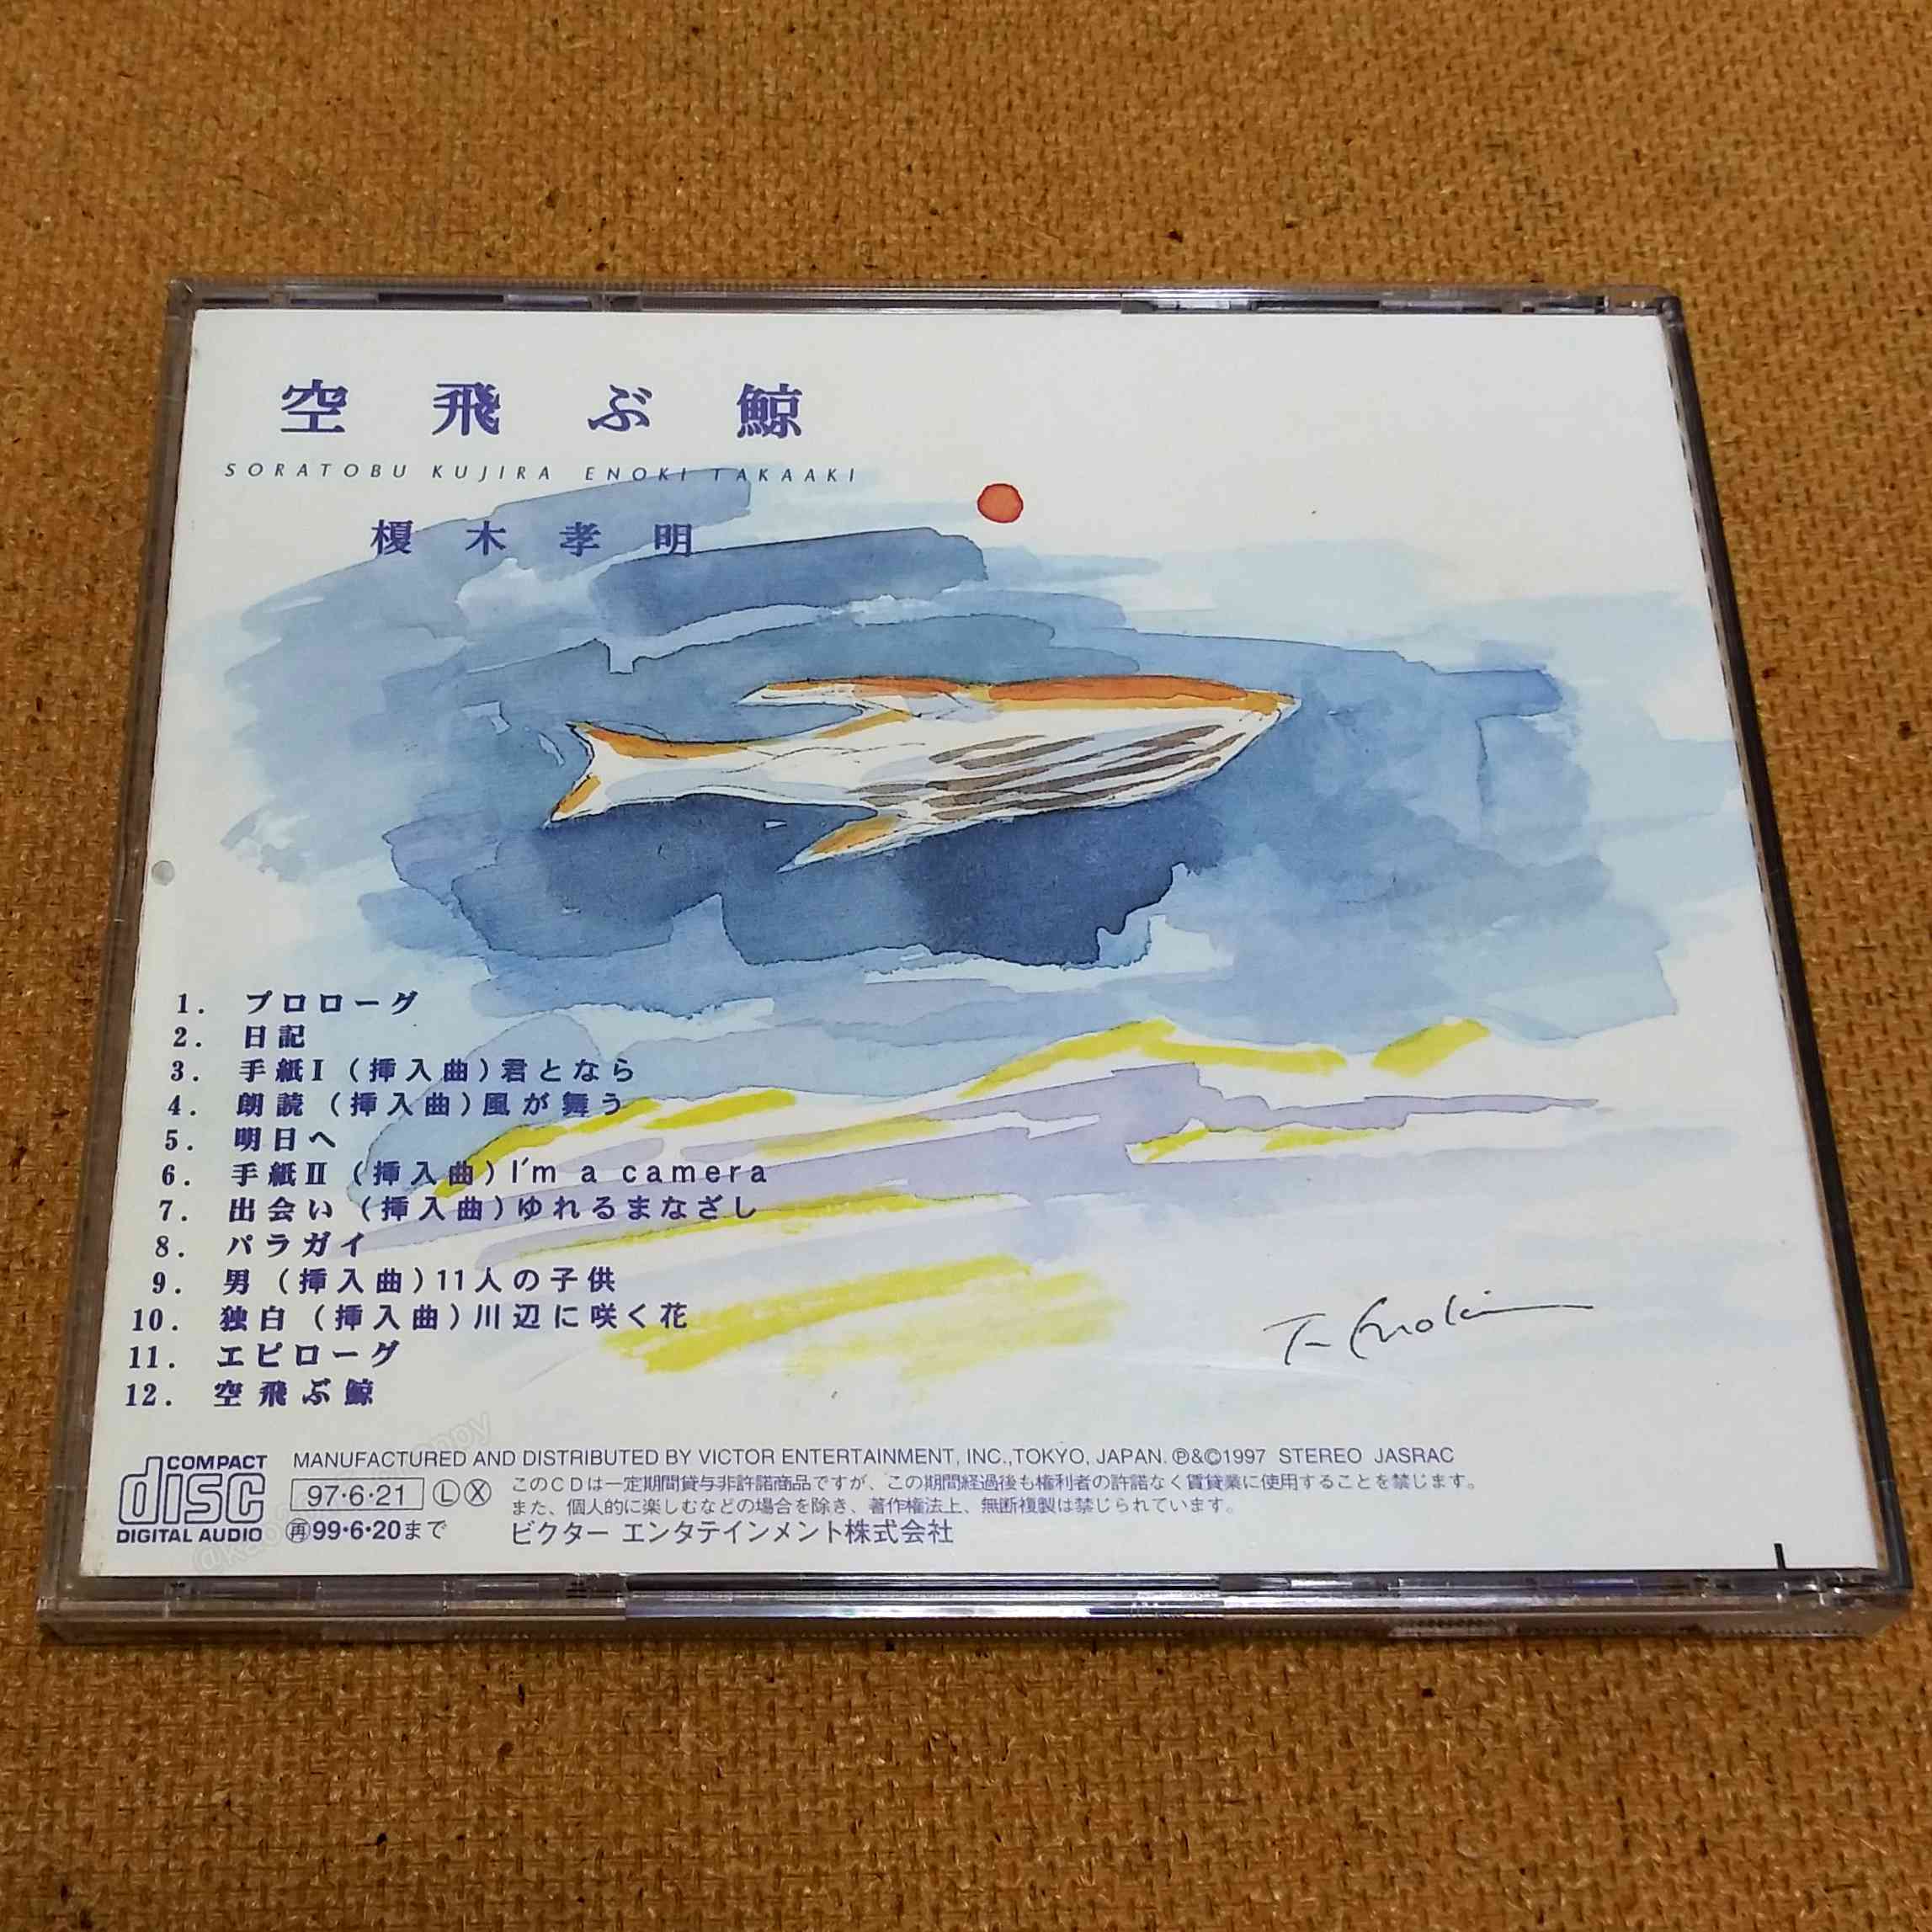 空飛ぶ鯨
SORATOBU KUJIRA ENOKI TAKAAKI
榎木孝明
1. プロローグ
2. 日記
3. 手紙I (挿入曲)君となら
4. 朗読 (挿入曲)風が舞う
5. 明日へ
6. 手紙II (挿入曲)I'm a camera
7. 出会い (挿入曲)ゆれるまなざし
8. パラガイ
9. 男 (挿入曲)11人の子供
10. 独白 (挿入曲)川辺に咲く花
11. エピローグ
12. 空飛ぶ鯨
T Enoki
COMPACT disc DIGITAL AUDIO
MANUFACTURED AND DISTRIBUTED BY VICTOR ENTERTAINMENT, INC.,TOKYO, JAPAN. ℗&©1997 STEREO JASRAC
97・6・21 Ⓛ Ⓧ
㊢99・6・20まで
このCDは一定期間貸与非許諾商品ですが、この期間経過後も権利者の許諾なく賃貸業に使用することを禁じます。
また、個人的に楽しむなどの場合を除き、著作権法上、無断複製は禁じられています。
ビクター エンタテインメント株式会社